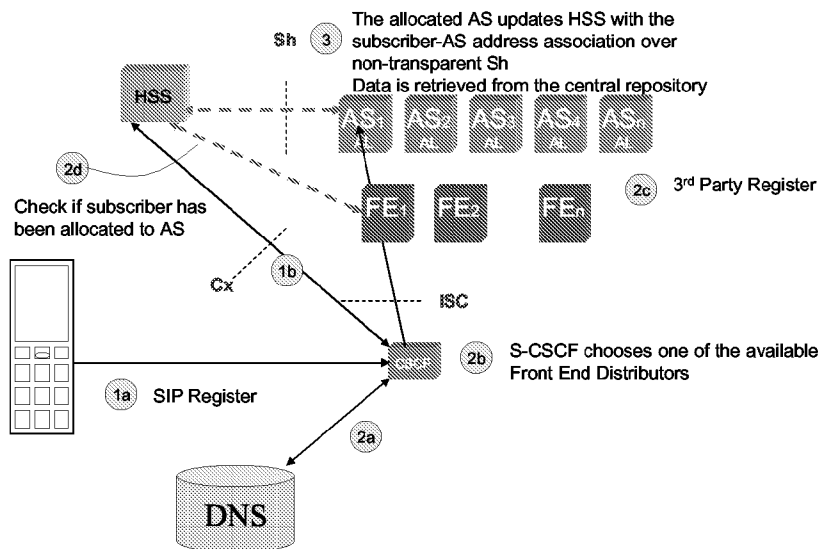 Sh
3
The allocated AS updates HSS with the
subscriber-AS address association over
non-transparent Sh
Data is retrieved from the central repository
HSS
AS1
AL
AS2
AL
AS3
AL
AS4
AL
ASn
AL
2d
Check if subscriber has
been allocated to AS
FE1
FE2
FEn
2c
3rd Party Register
Cx
1b
ISC
CSCF
2b
S-CSCF chooses one of the available
Front End Distributors
1a
SIP Register
2a
DNS